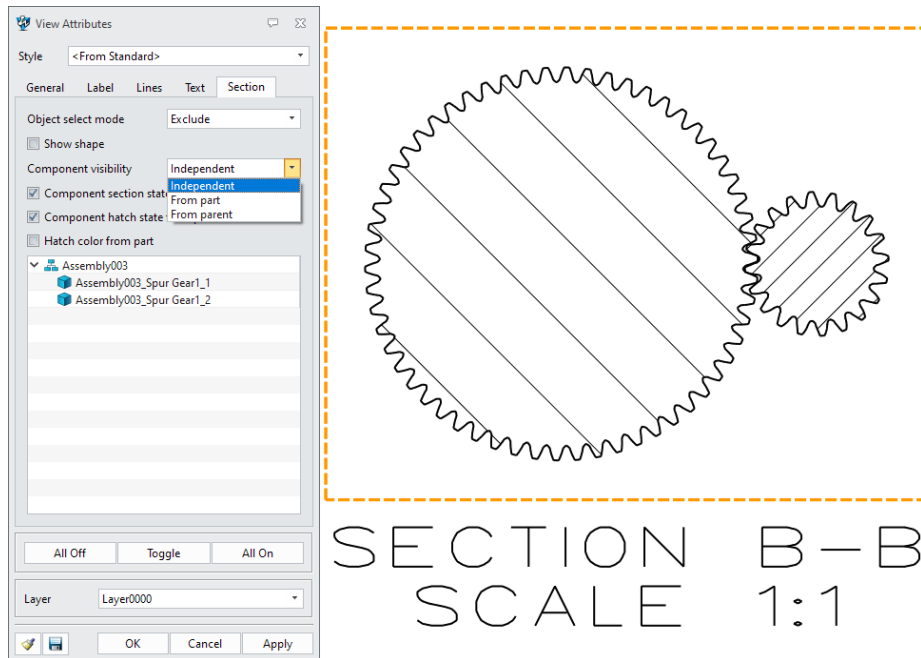 View Attributes
Style <From Standard>
General Label Lines Text Section
Object select mode Exclude
Show shape
Component visibility Independent
Independent
From part
From parent
Component section state
Component hatch state
Hatch color from part
Assembly003
Assembly003_Spur Gear1_1
Assembly003_Spur Gear1_2
All Off Toggle All On
Layer Layer0000
OK Cancel Apply
SECTION B-B
SCALE 1:1